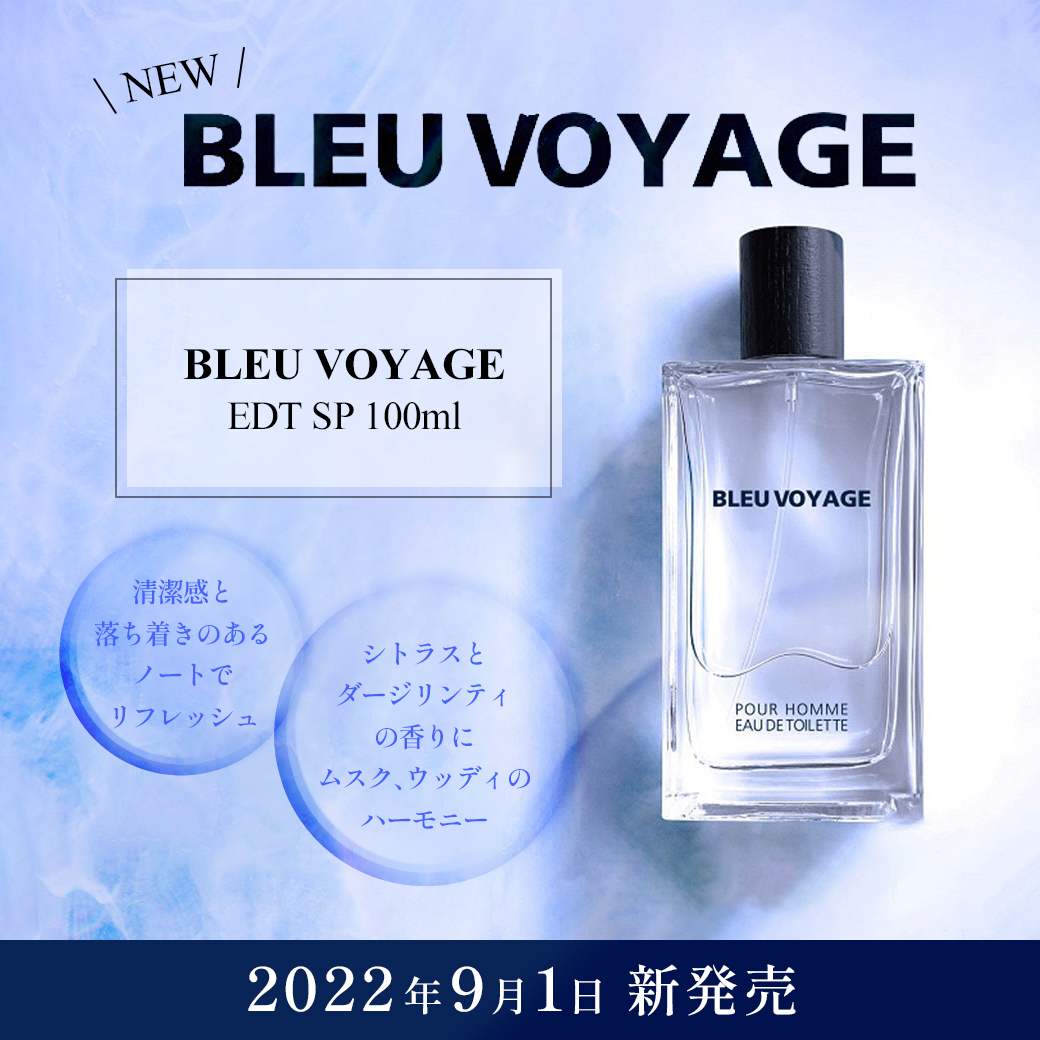 \ NEW /
BLEU VOYAGE
BLEU VOYAGE
EDT SP 100ml
清潔感と
落ち着きのある
ノートで
リフレッシュ
シトラスと
ダージリンティ
の香りに
ムスク、ウッディの
ハーモニー
BLEU VOYAGE
POUR HOMME
EAU DE TOILETTE
2022年9月1日 新発売